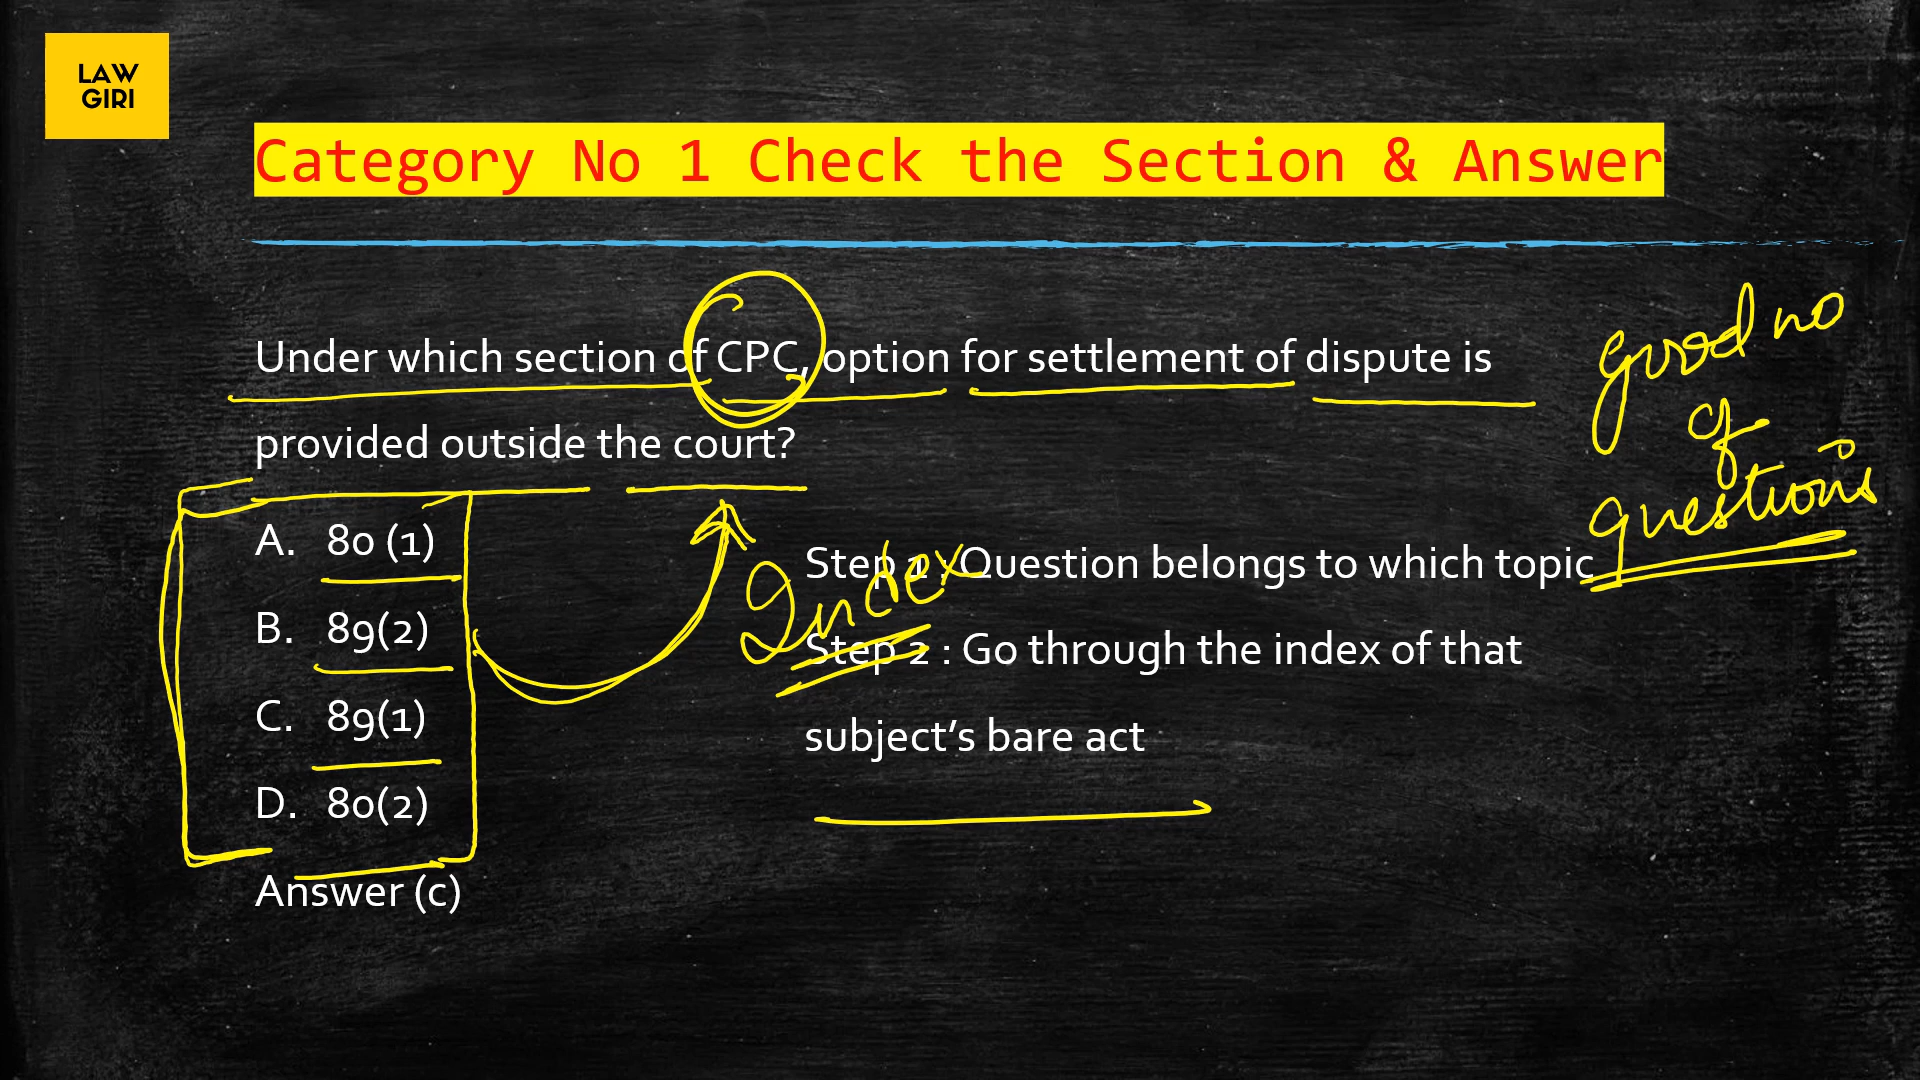 LAW
GIRI
Category No 1 Check the Section & Answer
Under which section of CPC, option for settlement of dispute is
provided outside the court?
A. 80 (1)
B. 89(2)
C. 89(1)
D. 80(2)
Answer (c)
Step 1 : Question belongs to which topic
Step 2 : Go through the index of that
subject’s bare act
Index
good no
of
questions